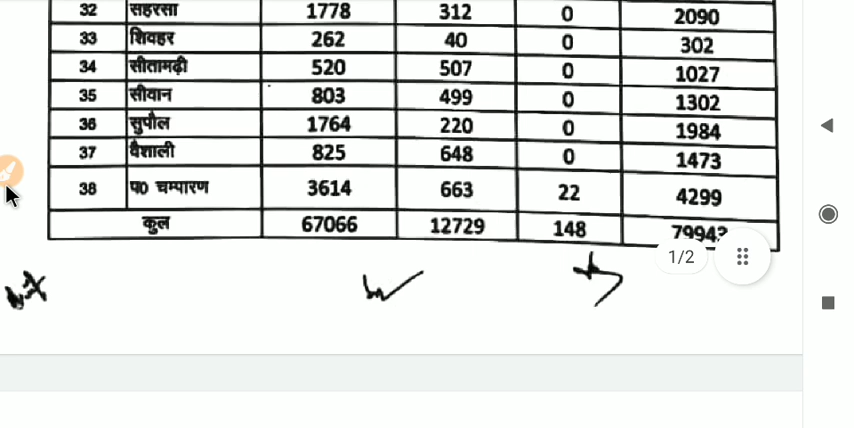 32 सहरसा 1778 312 0 2090
33 शिवहर 262 40 0 302
34 सीतामढ़ी 520 507 0 1027
35 सीवान 803 499 0 1302
36 सुपौल 1764 220 0 1984
37 वैशाली 825 648 0 1473
38 प0 चम्पारण 3614 663 22 4299
कुल 67066 12729 148 79943
1/2